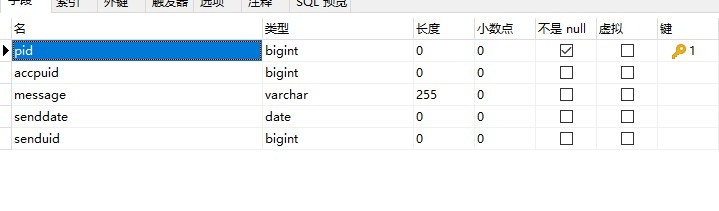 字段 索引 外键 触发器 选项 注释 SQL 预览
名 类型 长度 小数点 不是 null 虚拟 键
pid bigint 0 0 1
accpuid bigint 0 0
message varchar 255 0
senddate date 0 0
senduid bigint 0 0